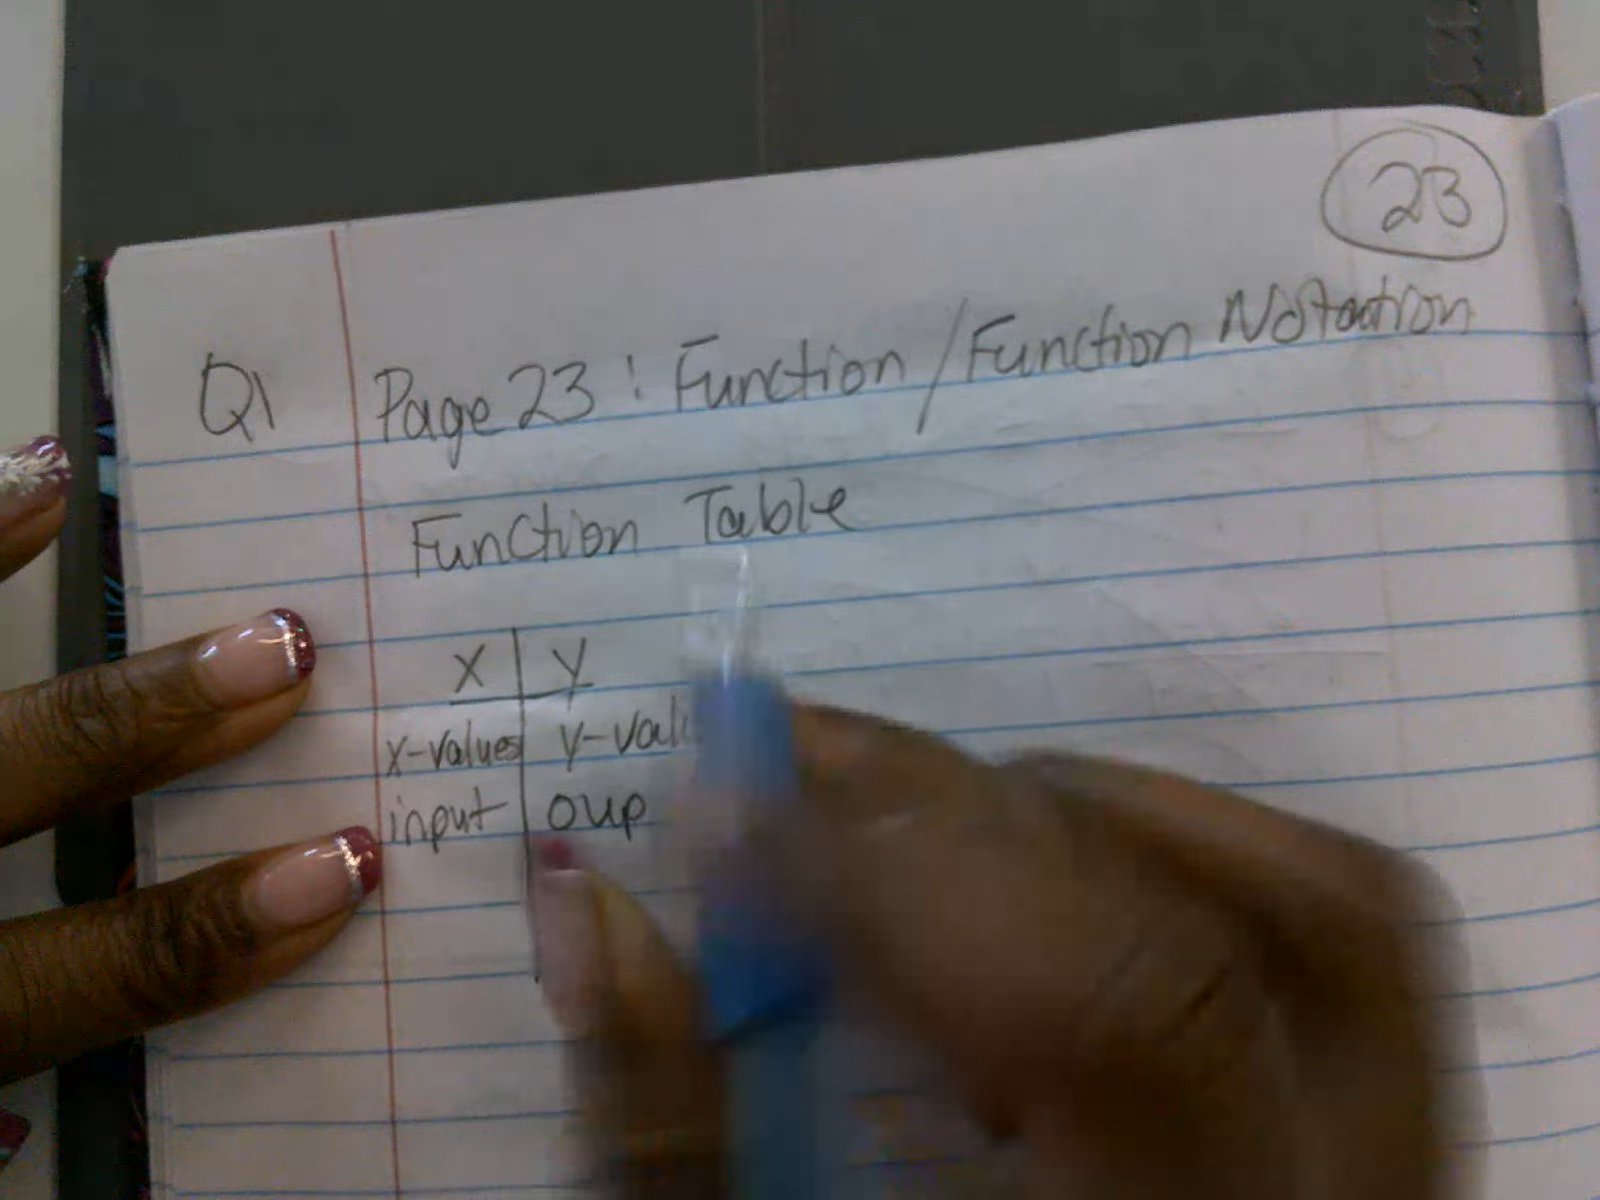 23
Q1 Page 23: Function / Function Notation
Function Table
x y
x-values y-val
input oup